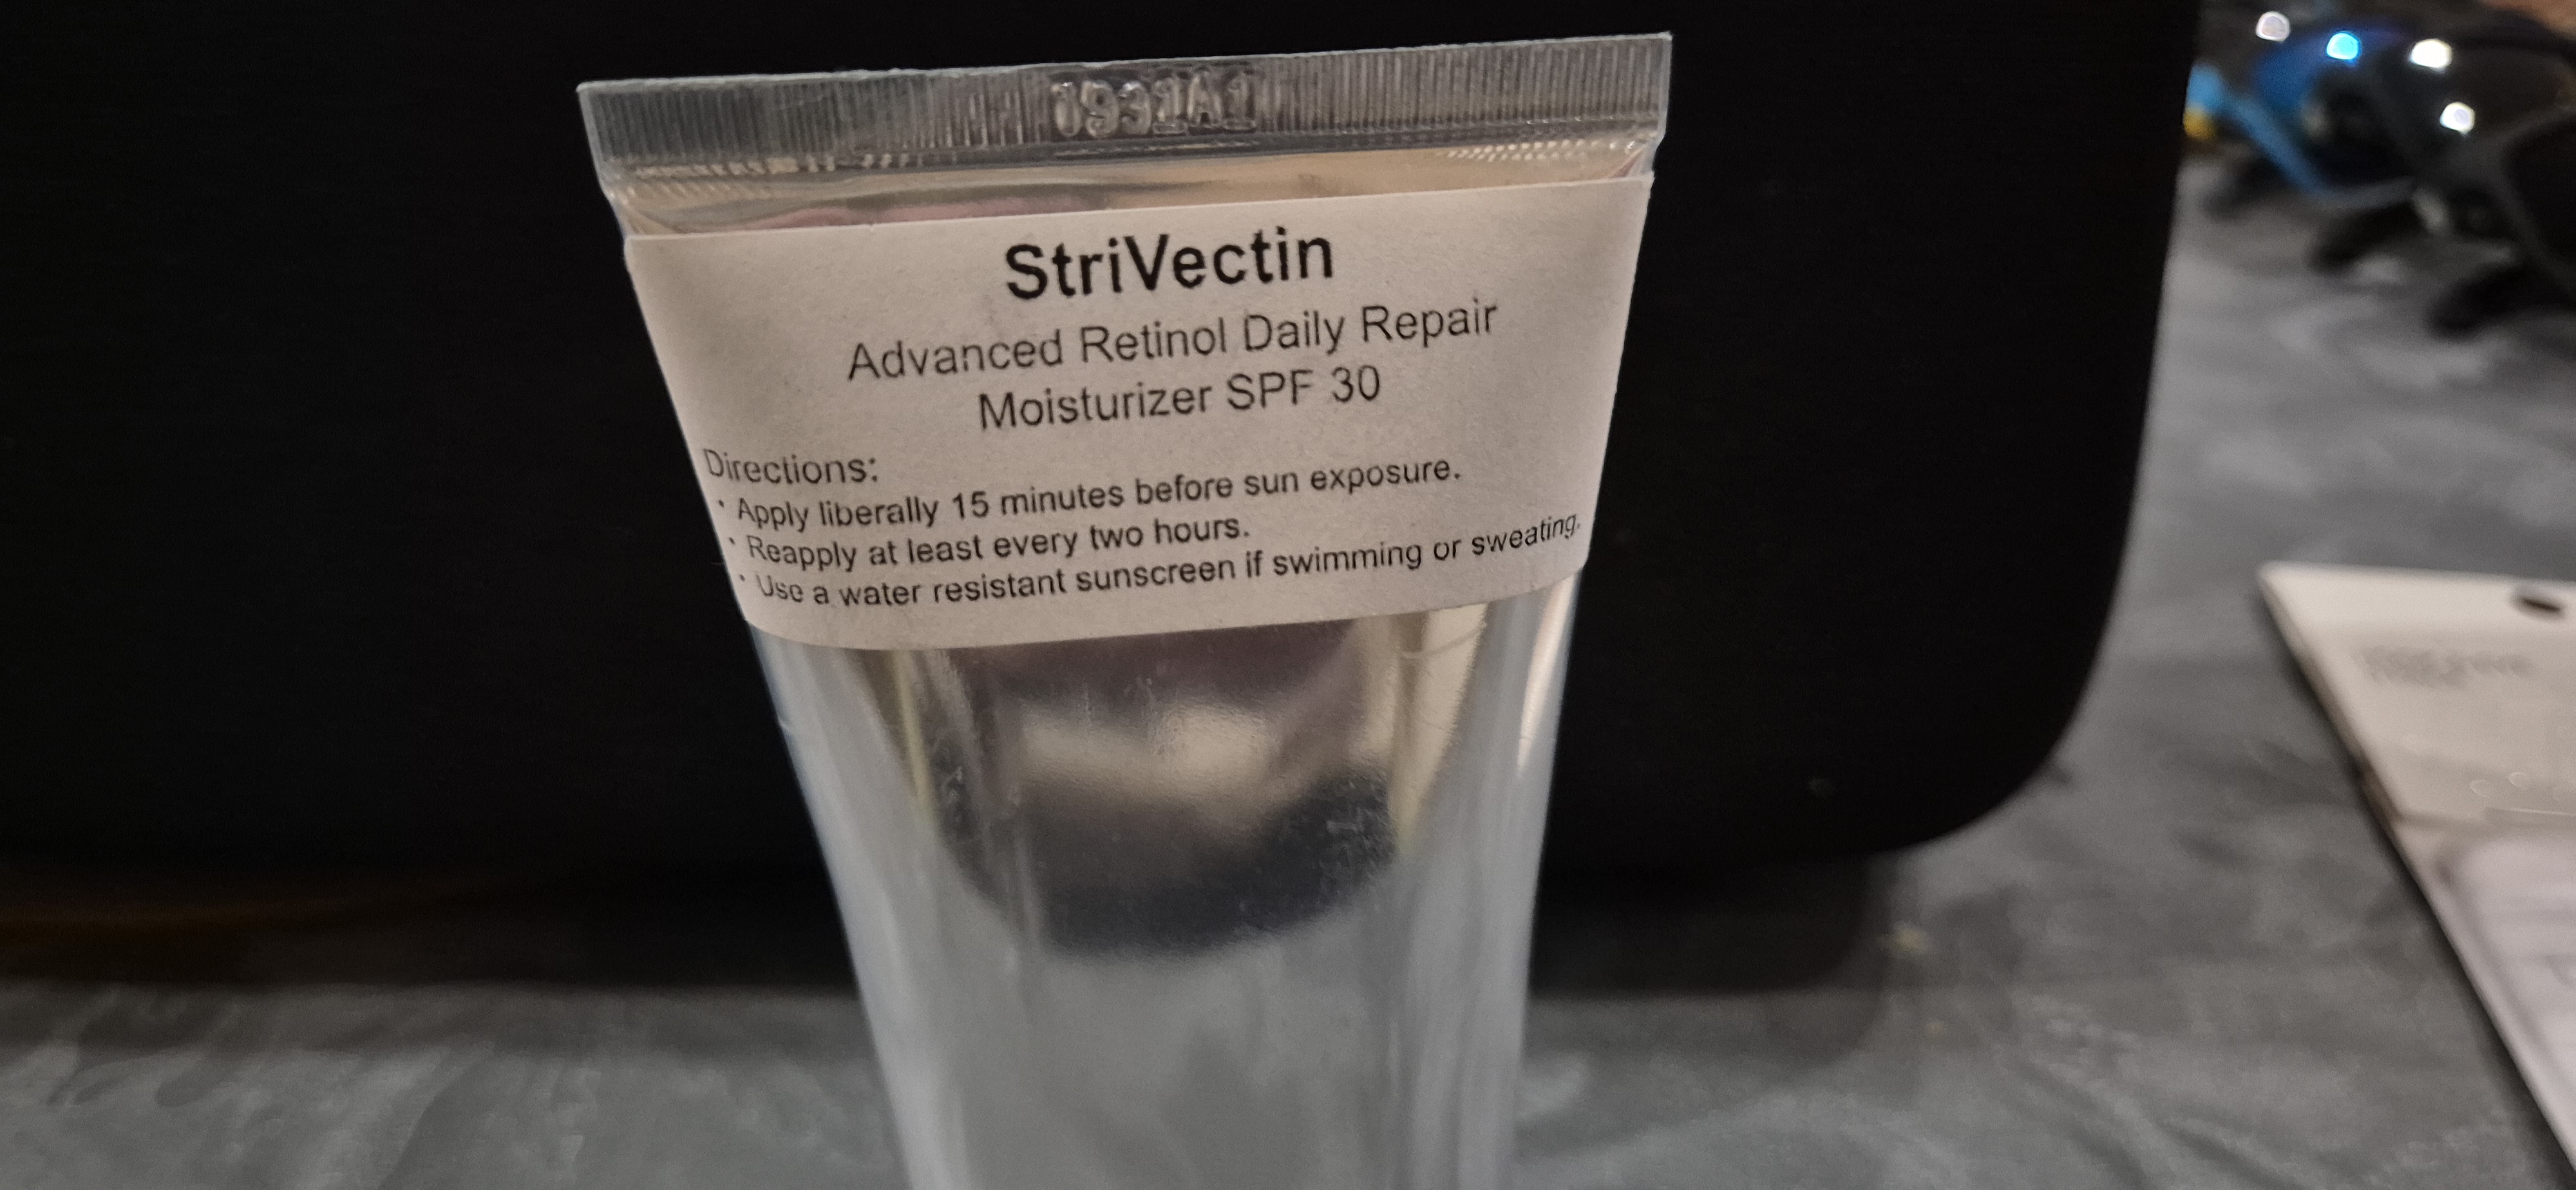 1931A1
StriVectin
Advanced Retinol Daily Repair
Moisturizer SPF 30
Directions:
· Apply liberally 15 minutes before sun exposure.
· Reapply at least every two hours.
· Use a water resistant sunscreen if swimming or sweating.